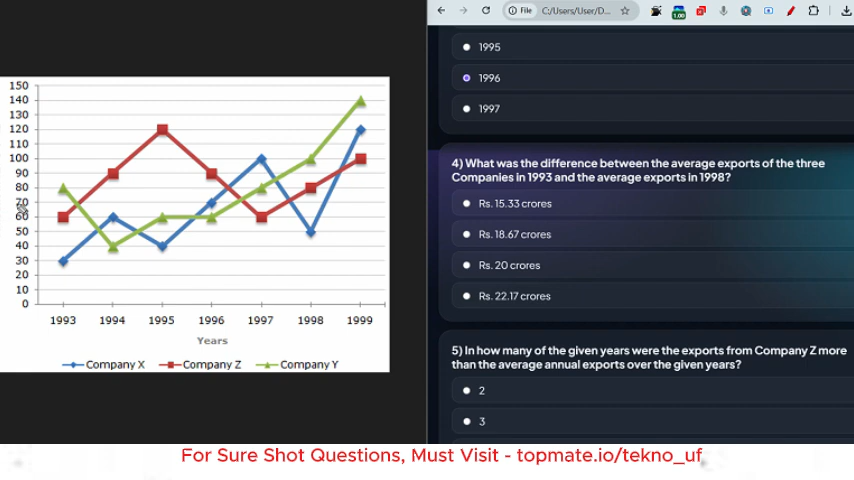 File
C:/Users/User/D...
1.00
1995
1996
1997
150
140
130
120
110
100
90
80
70
60
50
40
30
20
10
0
1993 1994 1995 1996 1997 1998 1999
Years
Company X Company Z Company Y
4) What was the difference between the average exports of the three
Companies in 1993 and the average exports in 1998?
Rs. 15.33 crores
Rs. 18.67 crores
Rs. 20 crores
Rs. 22.17 crores
5) In how many of the given years were the exports from Company Z more
than the average annual exports over the given years?
2
3
For Sure Shot Questions, Must Visit - topmate.io/tekno_uf